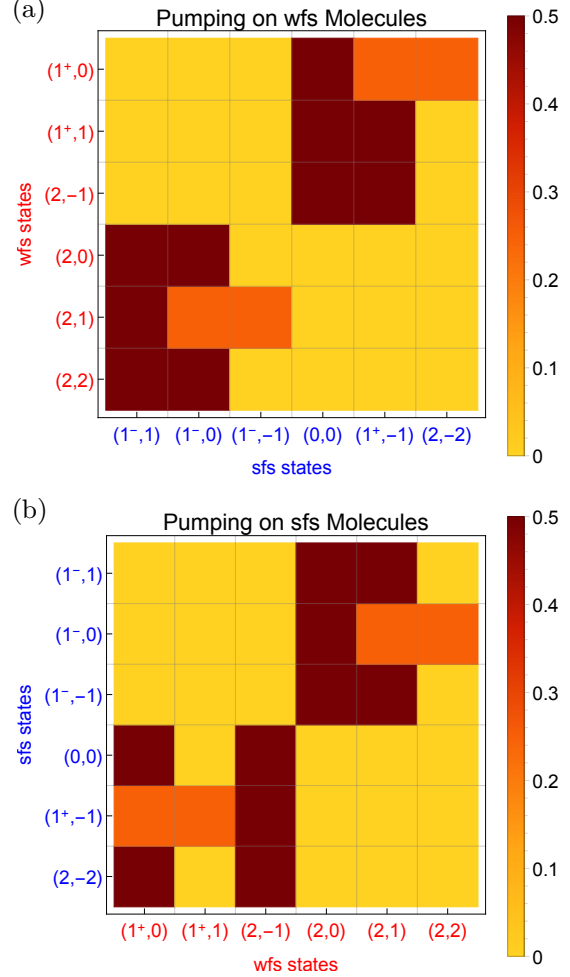 (a)
Pumping on wfs Molecules
wfs states
(1⁺,0)
(1⁺,1)
(2,-1)
(2,0)
(2,1)
(2,2)
(1⁻,1) (1⁻,0) (1⁻,-1) (0,0) (1⁺,-1) (2,-2)
sfs states
0.5
0.4
0.3
0.2
0.1
0
(b)
Pumping on sfs Molecules
sfs states
(1⁻,1)
(1⁻,0)
(1⁻,-1)
(0,0)
(1⁺,-1)
(2,-2)
(1⁺,0) (1⁺,1) (2,-1) (2,0) (2,1) (2,2)
wfs states
0.5
0.4
0.3
0.2
0.1
0